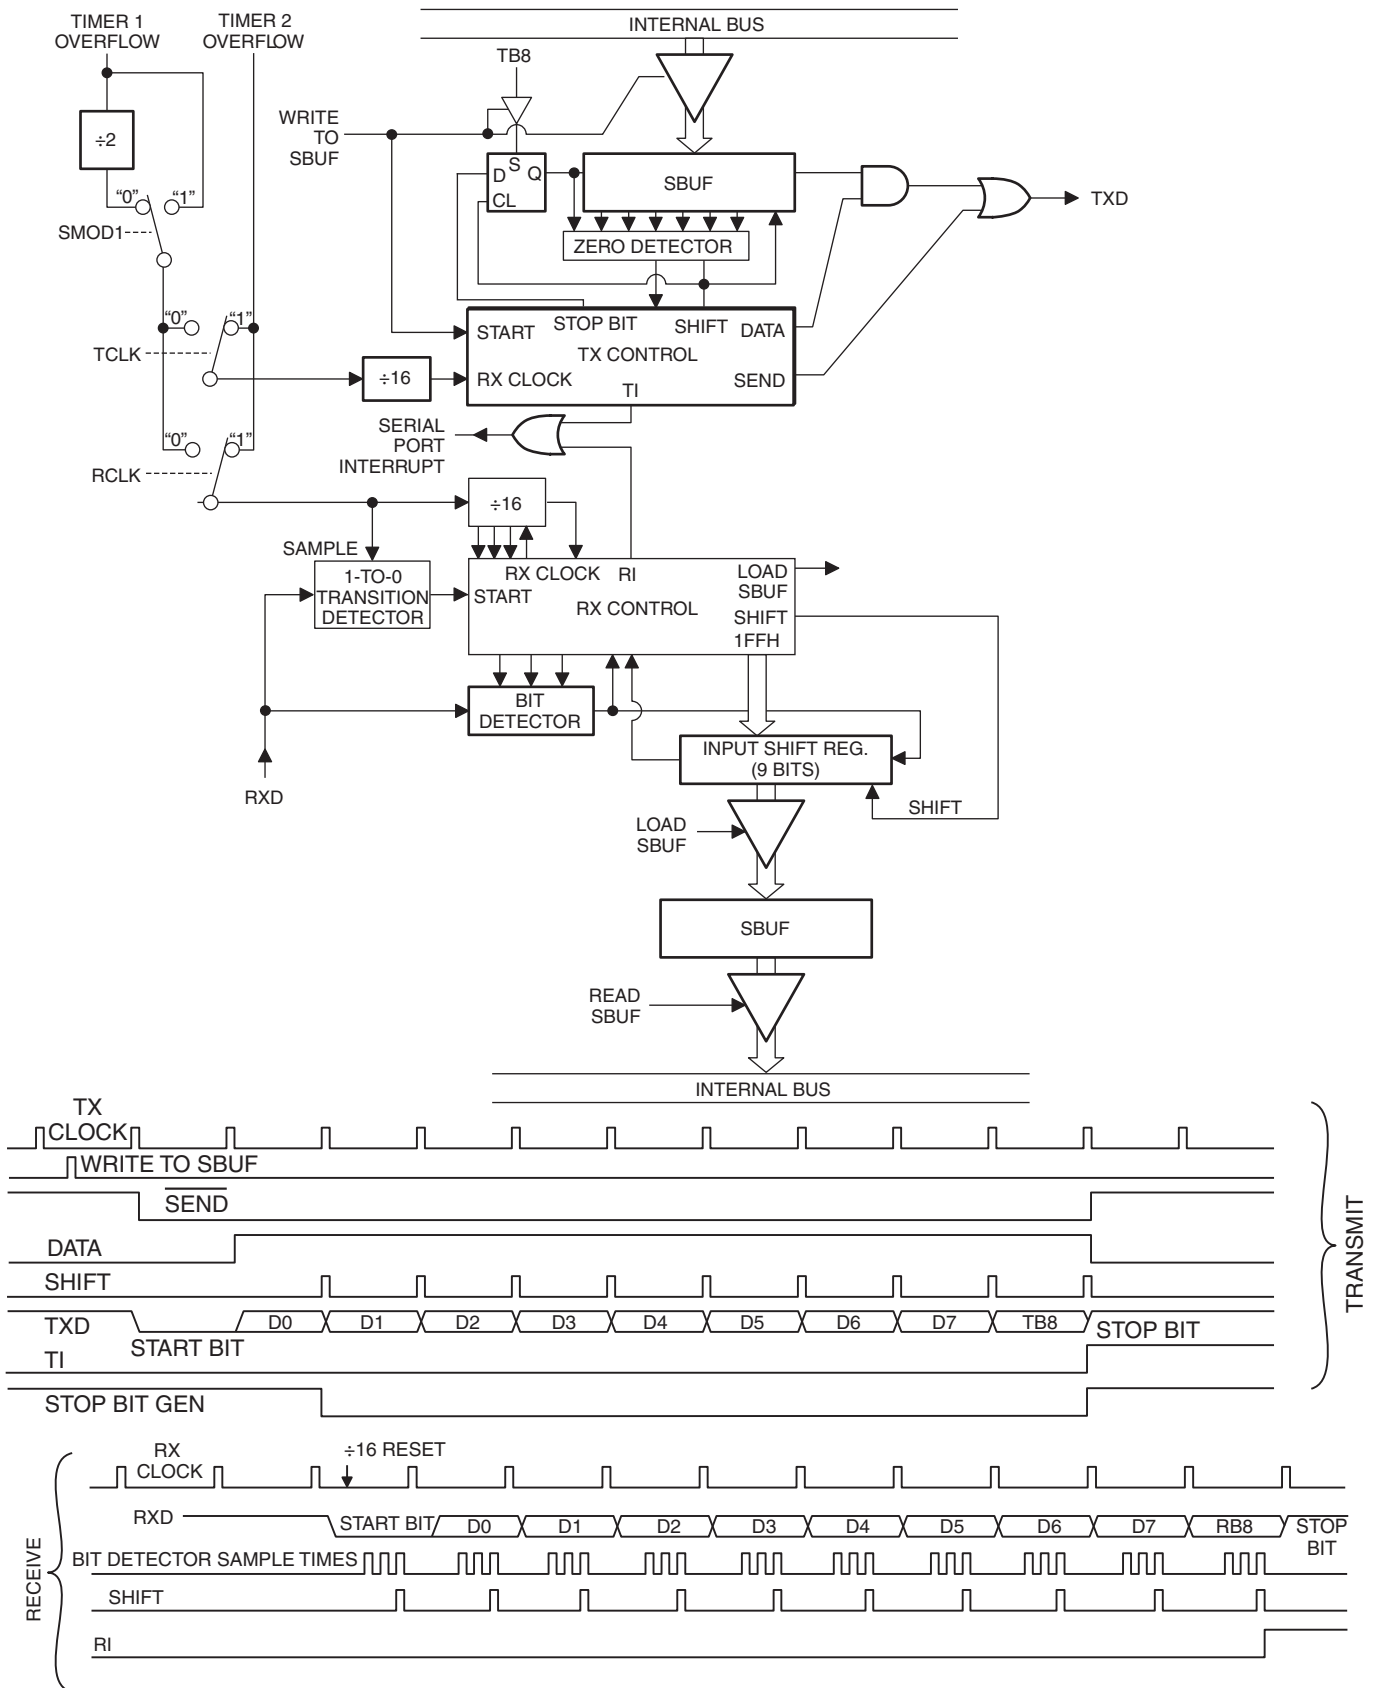 TIMER 1
OVERFLOW
TIMER 2
OVERFLOW
INTERNAL BUS
TB8
÷2
WRITE
TO
SBUF
"0"
"1"
SMOD1
D
S
Q
CL
SBUF
TXD
ZERO DETECTOR
"0"
"1"
TCLK
START
STOP BIT
SHIFT
DATA
TX CONTROL
÷16
RX CLOCK
TI
SEND
SERIAL
PORT
INTERRUPT
"0"
"1"
RCLK
÷16
SAMPLE
1-TO-0
TRANSITION
DETECTOR
RX CLOCK
RI
LOAD
SBUF
START
RX CONTROL
SHIFT
1FFH
BIT
DETECTOR
INPUT SHIFT REG.
(9 BITS)
RXD
SHIFT
LOAD
SBUF
SBUF
READ
SBUF
INTERNAL BUS
TX
CLOCK
WRITE TO SBUF
SEND
DATA
SHIFT
TXD
START BIT
D0
D1
D2
D3
D4
D5
D6
D7
TB8
STOP BIT
TI
STOP BIT GEN
TRANSMIT
RX
CLOCK
÷16 RESET
RXD
START BIT
D0
D1
D2
D3
D4
D5
D6
D7
RB8
STOP
BIT
BIT DETECTOR SAMPLE TIMES
SHIFT
RI
RECEIVE